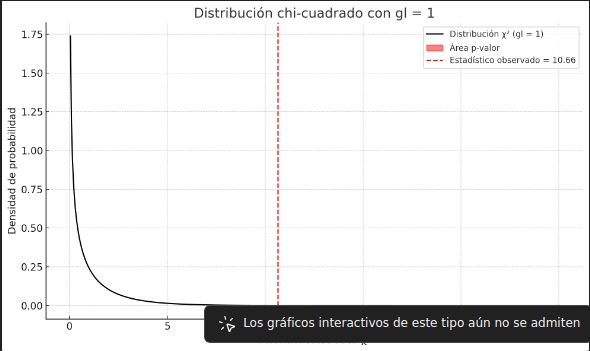 Distribución chi-cuadrado con gl = 1
Distribución χ² (gl = 1)
Área p-valor
Estadístico observado = 10.66
Densidad de probabilidad
1.75
1.50
1.25
1.00
0.75
0.50
0.25
0.00
0
5
Los gráficos interactivos de este tipo aún no se admiten